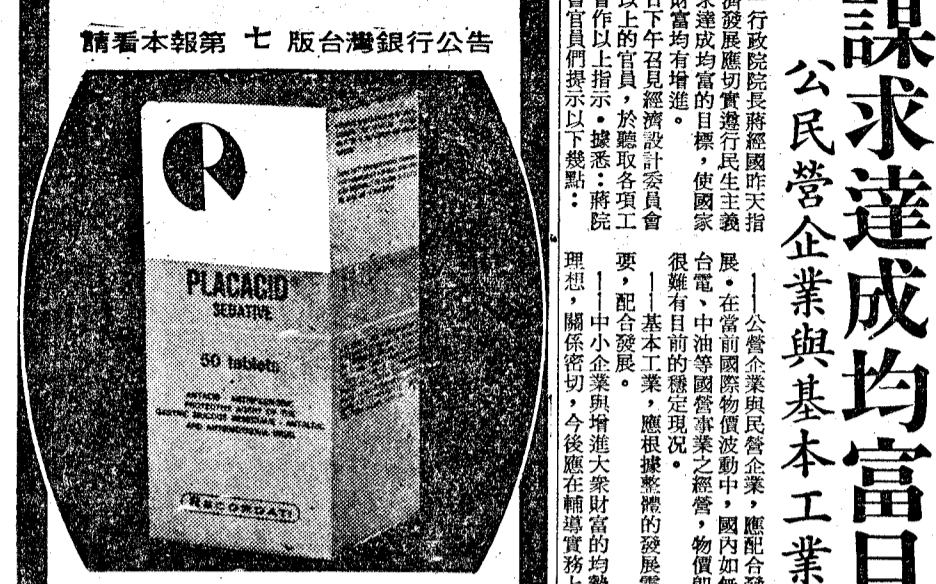 謀求達成均富目
公民營企業與基本工業
行政院院長蔣經國昨天指
濟發展應切實遵行民生主義
求達成均富的目標，使國家
財富均有增進。
日下午召見經濟設計委員會
以上的官員，於聽取各項工
會作以上指示。據悉：蔣院
會官員們提示以下幾點：
——公營企業與民營企業，應配合發
展。在當前國際物價波動中，國內如無
台電、中油等國營事業之經營，物價即
很難有目前的穩定現況。
——基本工業，應根據整體的發展需
要，配合發展。
——中小企業與增進大衆財富的均勢
理想，關係密切，今後應在輔導實務上
請看本報第七版台灣銀行公告
PLACACID
SEDATIVE
50 tablets
RECORDATI